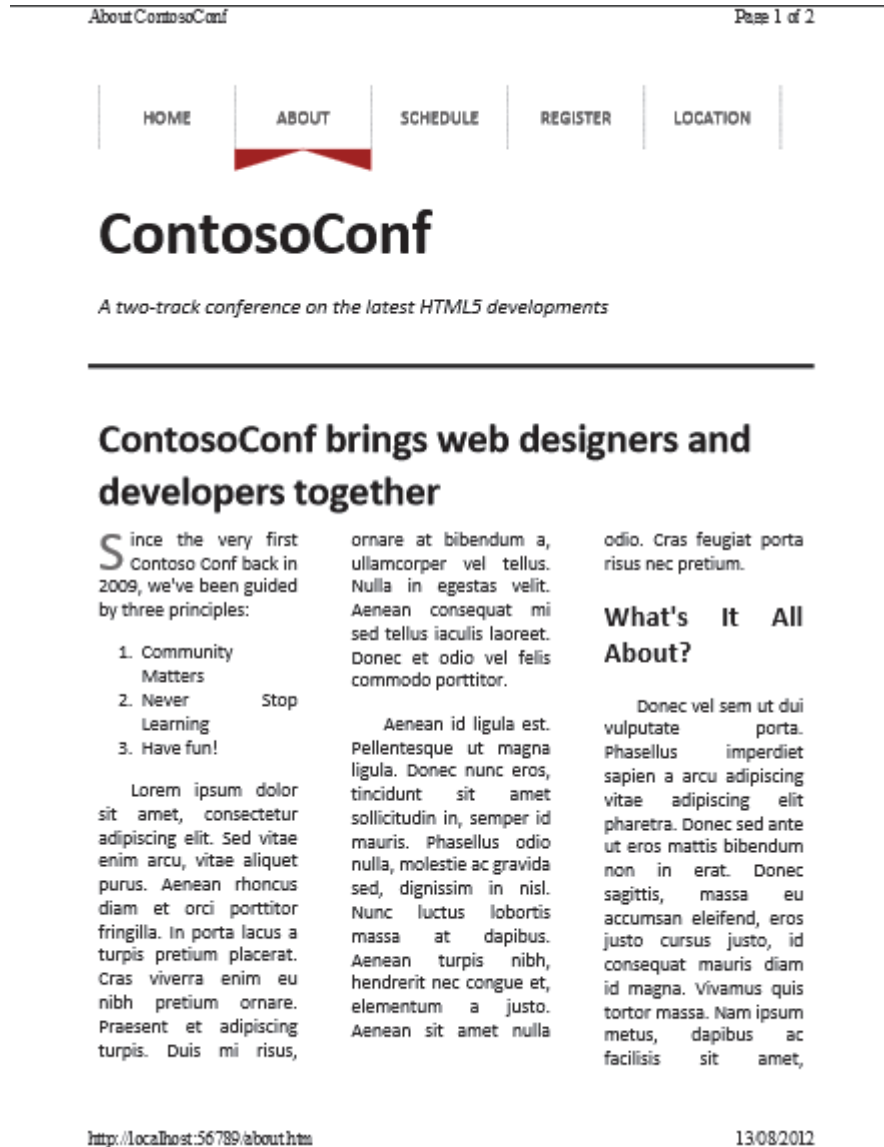 About ContosoConf Page 1 of 2
HOME ABOUT SCHEDULE REGISTER LOCATION
ContosoConf
A two-track conference on the latest HTML5 developments
ContosoConf brings web designers and
developers together
Since the very first
Contoso Conf back in
2009, we've been guided
by three principles:
1. Community
Matters
2. Never Stop
Learning
3. Have fun!
Lorem ipsum dolor
sit amet, consectetur
adipiscing elit. Sed vitae
enim arcu, vitae aliquet
purus. Aenean rhoncus
diam et orci porttitor
fringilla. In porta lacus a
turpis pretium placerat.
Cras viverra enim eu
nibh pretium ornare.
Praesent et adipiscing
turpis. Duis mi risus,
ornare at bibendum a,
ullamcorper vel tellus.
Nulla in egestas velit.
Aenean consequat mi
sed tellus iaculis laoreet.
Donec et odio vel felis
commodo porttitor.
Aenean id ligula est.
Pellentesque ut magna
ligula. Donec nunc eros,
tincidunt sit amet
sollicitudin in, semper id
mauris. Phasellus odio
nulla, molestie ac gravida
sed, dignissim in nisl.
Nunc luctus lobortis
massa at dapibus.
Aenean turpis nibh,
hendrerit nec congue et,
elementum a justo.
Aenean sit amet nulla
odio. Cras feugiat porta
risus nec pretium.
What's It All
About?
Donec vel sem ut dui
vulputate porta.
Phasellus imperdiet
sapien a arcu adipiscing
vitae adipiscing elit
pharetra. Donec sed ante
ut eros mattis bibendum
non in erat. Donec
sagittis, massa eu
accumsan eleifend, eros
justo cursus justo, id
consequat mauris diam
id magna. Vivamus quis
tortor massa. Nam ipsum
metus, dapibus ac
facilisis sit amet,
http://localhost:56789/about.htm 13/08/2012